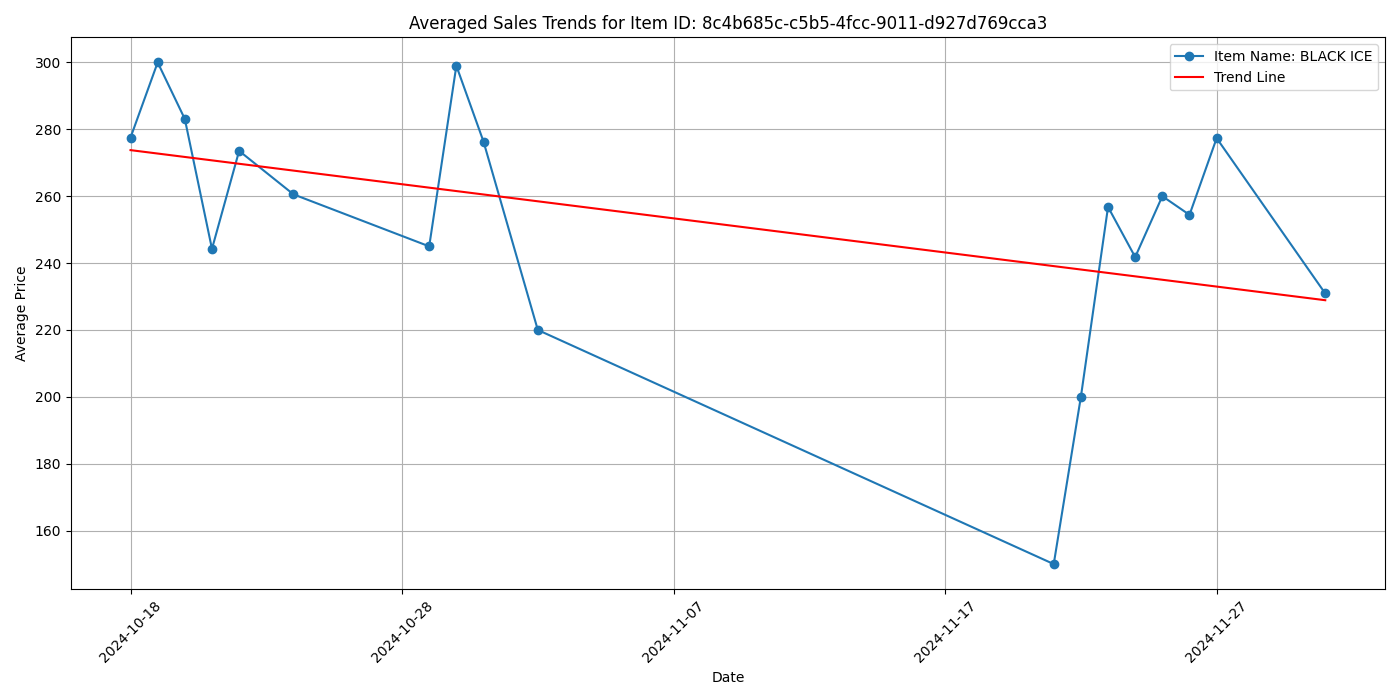 Averaged Sales Trends for Item ID: 8c4b685c-c5b5-4fcc-9011-d927d769cca3
Item Name: BLACK ICE
Trend Line
Average Price
300
280
260
240
220
200
180
160
2024-10-18
2024-10-28
2024-11-07
2024-11-17
2024-11-27
Date